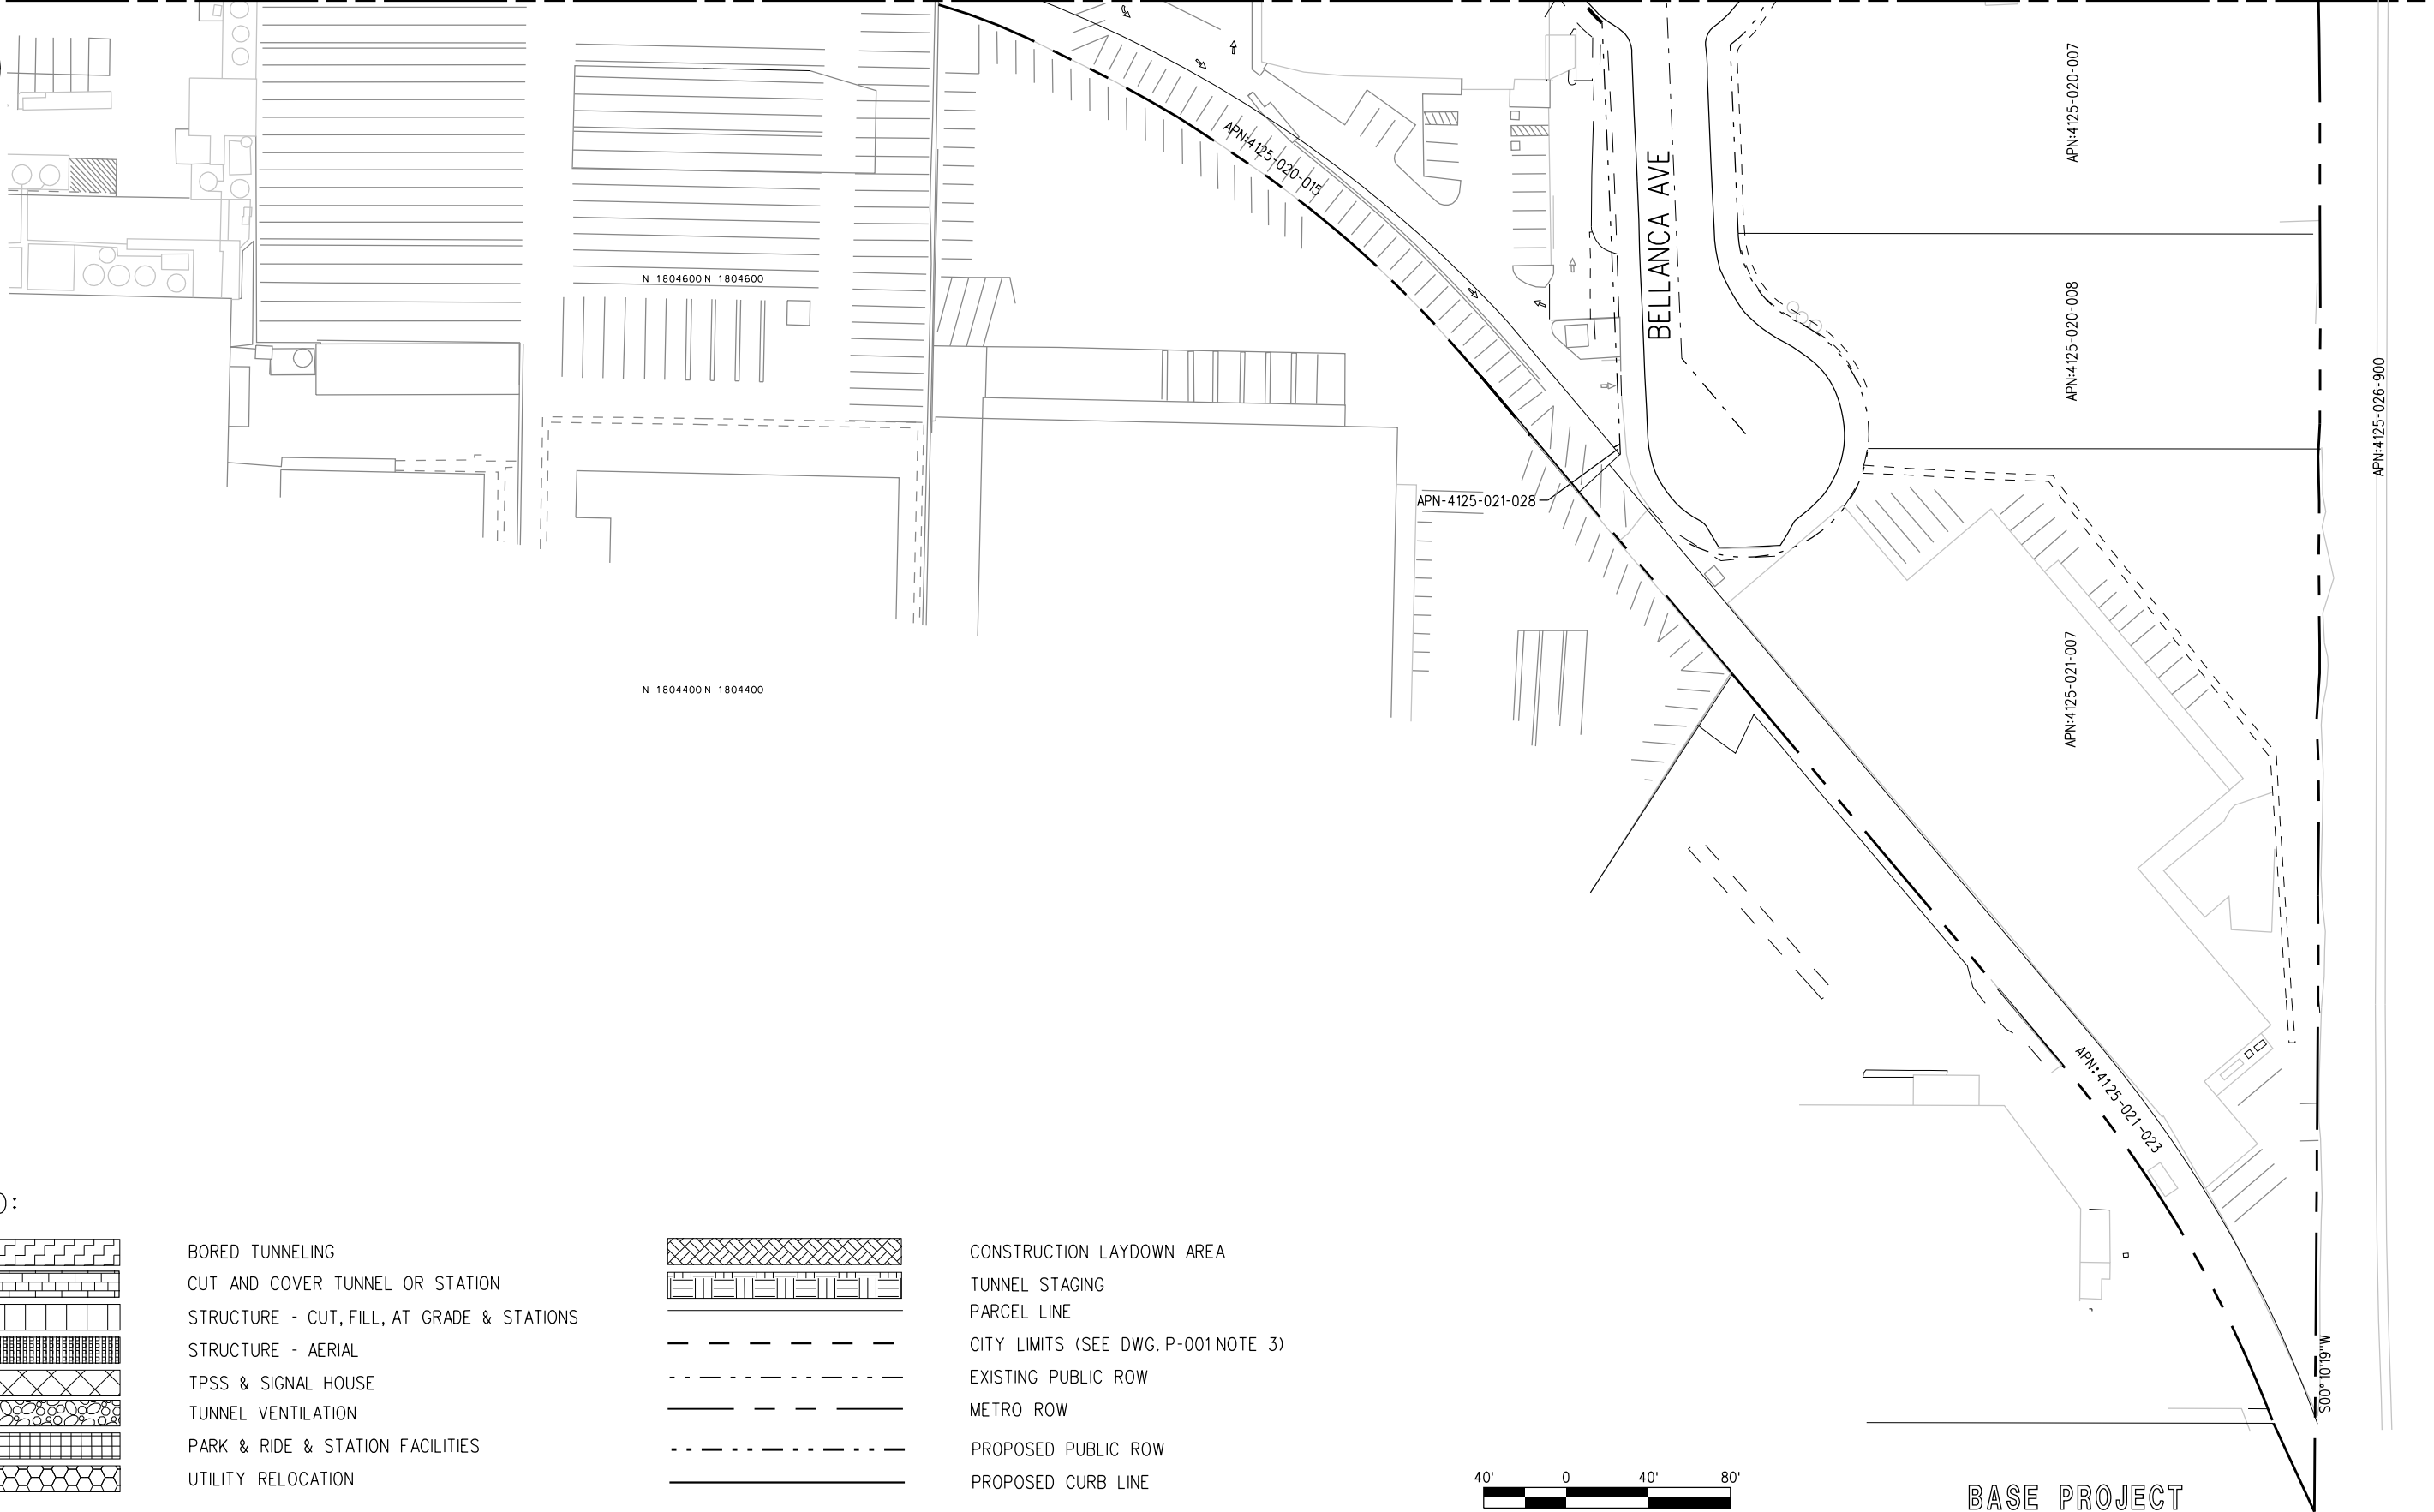 APN:4125-020-007
APN:4125-020-015
BELLANCA AVE
N 1804600 N 1804600
APN:4125-020-008
APN:4125-026-900
APN-4125-021-028
N 1804400 N 1804400
APN:4125-021-007
APN:4125-021-023
S00°10'19"W
):
BORED TUNNELING
CUT AND COVER TUNNEL OR STATION
STRUCTURE - CUT, FILL, AT GRADE & STATIONS
STRUCTURE - AERIAL
TPSS & SIGNAL HOUSE
TUNNEL VENTILATION
PARK & RIDE & STATION FACILITIES
UTILITY RELOCATION
CONSTRUCTION LAYDOWN AREA
TUNNEL STAGING
PARCEL LINE
CITY LIMITS (SEE DWG. P-001 NOTE 3)
EXISTING PUBLIC ROW
METRO ROW
PROPOSED PUBLIC ROW
PROPOSED CURB LINE
40' 0 40' 80'
BASE PROJECT